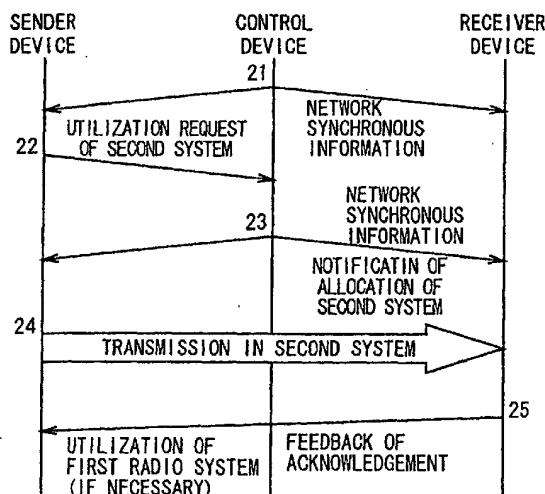 SENDER DEVICE
CONTROL DEVICE
RECEIVER DEVICE
21
NETWORK
SYNCHRONOUS
INFORMATION
UTILIZATION REQUEST
OF SECOND SYSTEM
22
NETWORK
SYNCHRONOUS
INFORMATION
23
NOTIFICATIN OF
ALLOCATION OF
SECOND SYSTEM
24
TRANSMISSION IN SECOND SYSTEM
25
UTILIZATION OF
FIRST RADIO SYSTEM
(IF NECESSARY)
FEEDBACK OF
ACKNOWLEDGEMENT